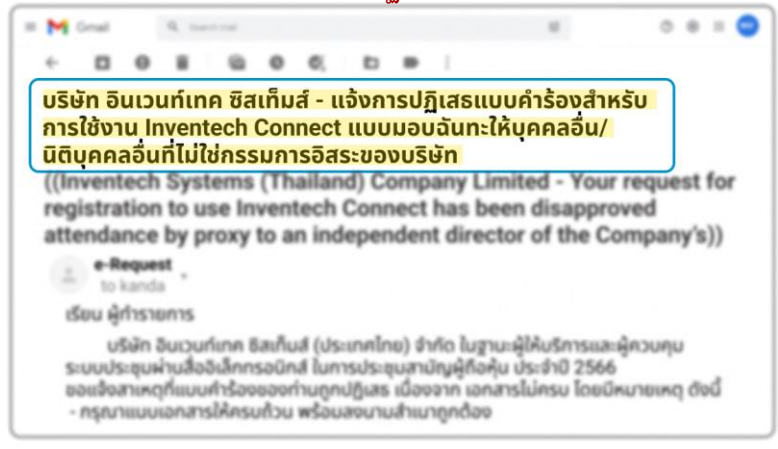 Gmail
Search mail
บริษัท อินเวนท์เทค ซิสเท็มส์ - แจ้งการปฏิเสธแบบคำร้องสำหรับ
การใช้งาน Inventech Connect แบบมอบฉันทะให้บุคคลอื่น/
นิติบุคคลอื่นที่ไม่ใช่กรรมการอิสระของบริษัท
((Inventech Systems (Thailand) Company Limited - Your request for
registration to use Inventech Connect has been disapproved
attendance by proxy to an independent director of the Company's))
e-Request
to kanda
เรียน ผู้ทำรายการ
บริษัท อินเวนท์เทค ซิสเท็มส์ (ประเทศไทย) จำกัด ในฐานะผู้ให้บริการและผู้ควบคุม
ระบบประชุมผ่านสื่ออิเล็กทรอนิกส์ ในการประชุมสามัญผู้ถือหุ้น ประจำปี 2566
ขอแจ้งสาเหตุที่แบบคำร้องของท่านถูกปฏิเสธ เนื่องจาก เอกสารไม่ครบ โดยมีหมายเหตุ ดังนี้
- กรุณาแนบเอกสารให้ครบถ้วน พร้อมลงนามสำเนาถูกต้อง